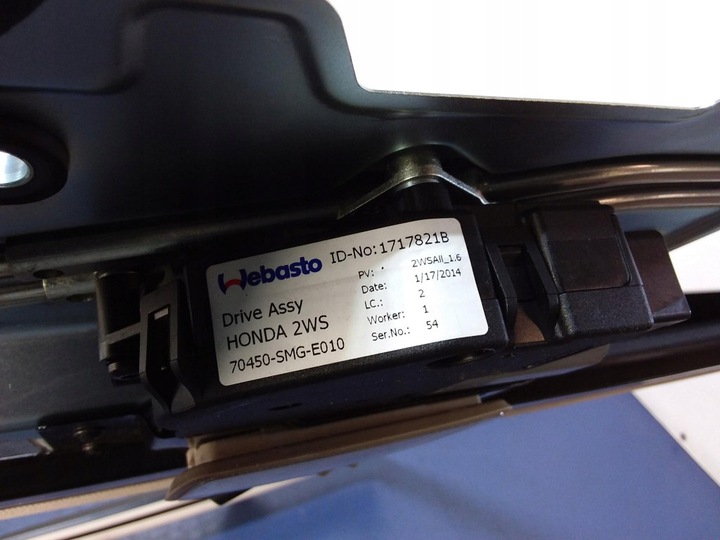 Webasto
ID-No:1717821B
Drive Assy
HONDA 2WS
70450-SMG-E010
PV: 2WSAll_1.6
Date: 1/17/2014
LC.: 2
Worker: 1
Ser.No.: 54